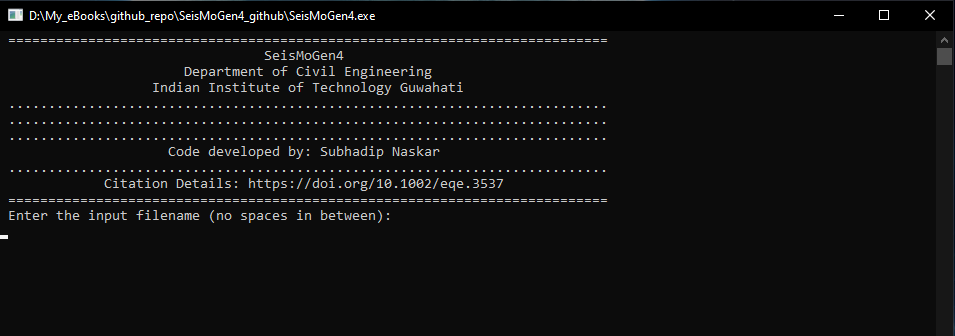 D:\My_eBooks\github_repo\SeisMoGen4_github\SeisMoGen4.exe
===========================================================================
SeisMoGen4
Department of Civil Engineering
Indian Institute of Technology Guwahati
...........................................................................
...........................................................................
...........................................................................
Code developed by: Subhadip Naskar
...........................................................................
Citation Details: https://doi.org/10.1002/eqe.3537
===========================================================================
Enter the input filename (no spaces in between):